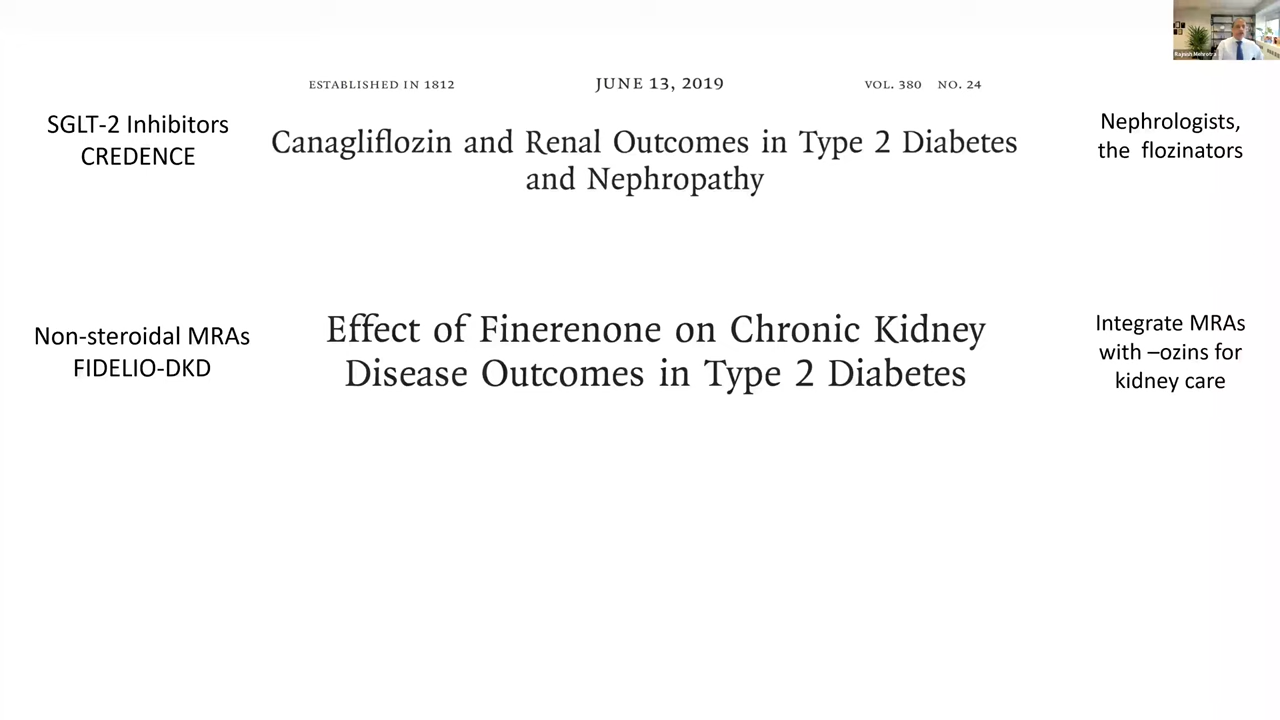 Rajnish Mehrotra
ESTABLISHED IN 1812 JUNE 13, 2019 VOL. 380 NO. 24
SGLT-2 Inhibitors
CREDENCE
Canagliflozin and Renal Outcomes in Type 2 Diabetes
and Nephropathy
Nephrologists,
the flozinators
Non-steroidal MRAs
FIDELIO-DKD
Effect of Finerenone on Chronic Kidney
Disease Outcomes in Type 2 Diabetes
Integrate MRAs
with –ozins for
kidney care